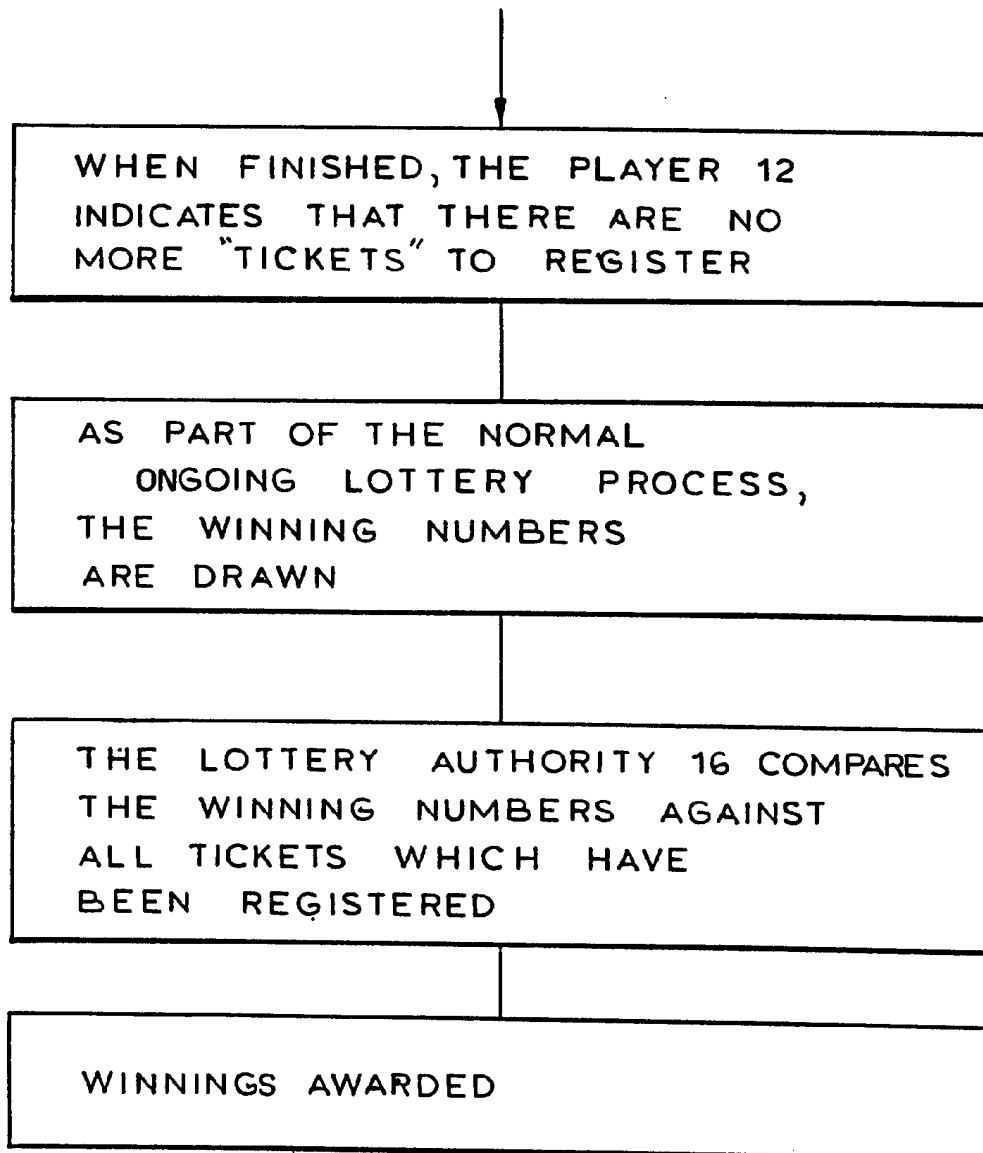 WHEN FINISHED, THE PLAYER 12
INDICATES THAT THERE ARE NO
MORE "TICKETS" TO REGISTER
AS PART OF THE NORMAL
ONGOING LOTTERY PROCESS,
THE WINNING NUMBERS
ARE DRAWN
THE LOTTERY AUTHORITY 16 COMPARES
THE WINNING NUMBERS AGAINST
ALL TICKETS WHICH HAVE
BEEN REGISTERED
WINNINGS AWARDED